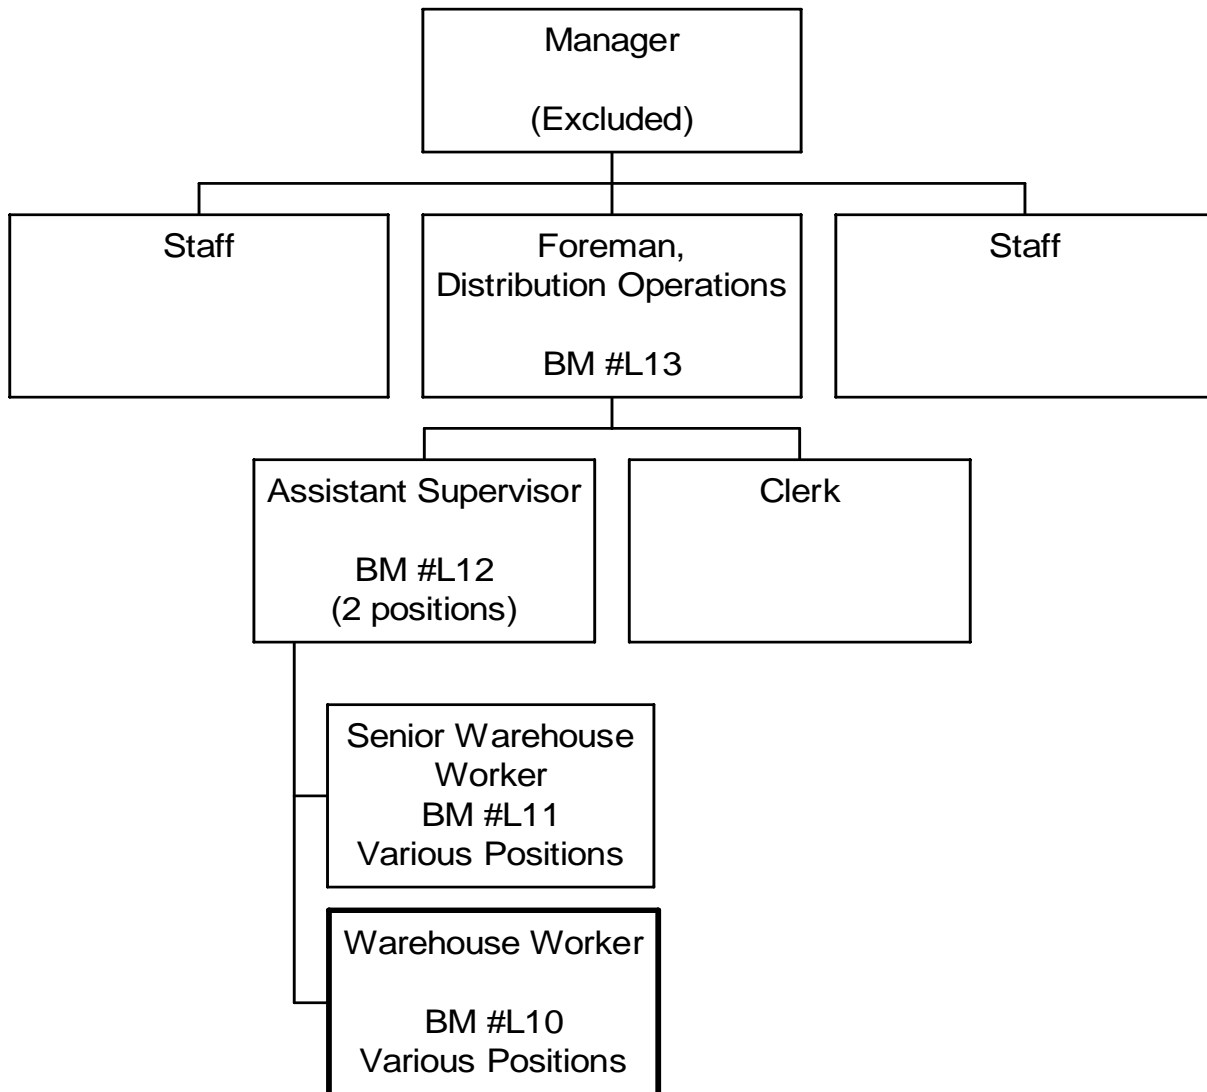 Manager
(Excluded)
Staff
Foreman,
Distribution Operations
BM #L13
Staff
Assistant Supervisor
BM #L12
(2 positions)
Clerk
Senior Warehouse
Worker
BM #L11
Various Positions
Warehouse Worker
BM #L10
Various Positions